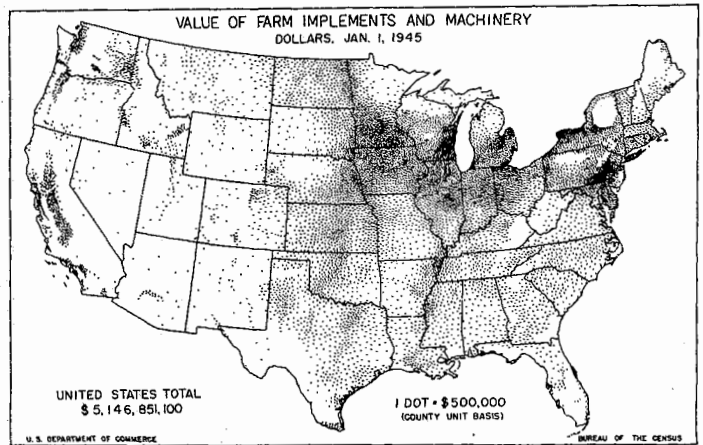 VALUE OF FARM IMPLEMENTS AND MACHINERY
DOLLARS, JAN. 1, 1945
UNITED STATES TOTAL
$5,146,851,100
1 DOT = $500,000
(COUNTY UNIT BASIS)
U. S. DEPARTMENT OF COMMERCE
BUREAU OF THE CENSUS